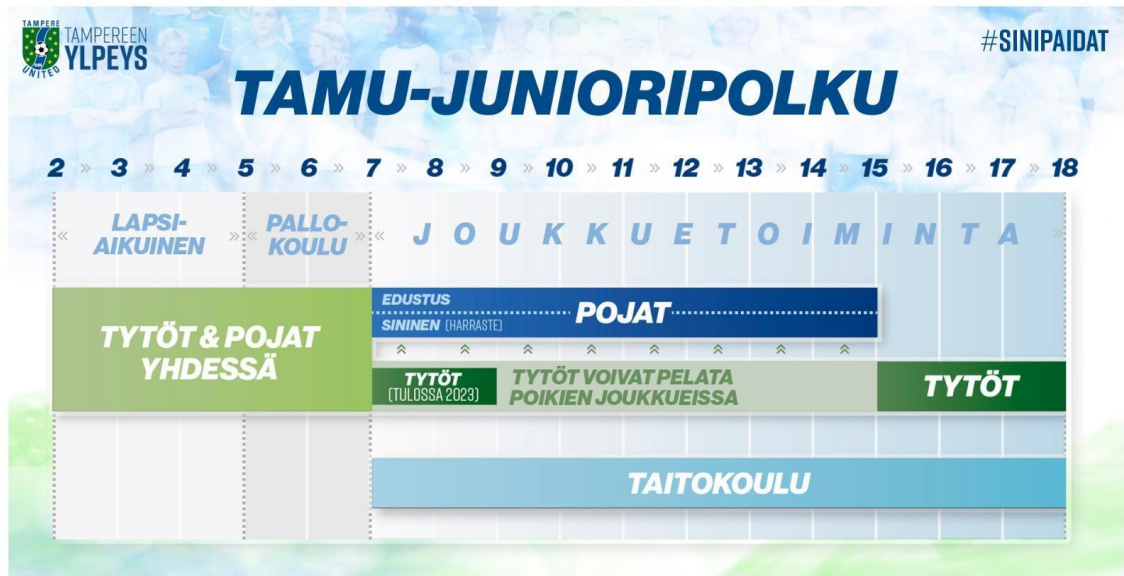 TAMPERE
UNITED
TAMPEREEN
YLPEYS
#SINIPAIDAT
TAMU-JUNIORIPOLKU
2 » 3 » 4 » 5 » 6 » 7 » 8 » 9 » 10 » 11 » 12 » 13 » 14 » 15 » 16 » 17 » 18
LAPSI-
AIKUINEN
PALLO-
KOULU
JOUKKUETOIMINTA
TYTÖT & POJAT
YHDESSÄ
EDUSTUS
SININEN (HARRASTE)
POJAT
TYTÖT
(TULOSSA 2023)
TYTÖT VOIVAT PELATA
POIKIEN JOUKKUEISSA
TYTÖT
TAITOKOULU